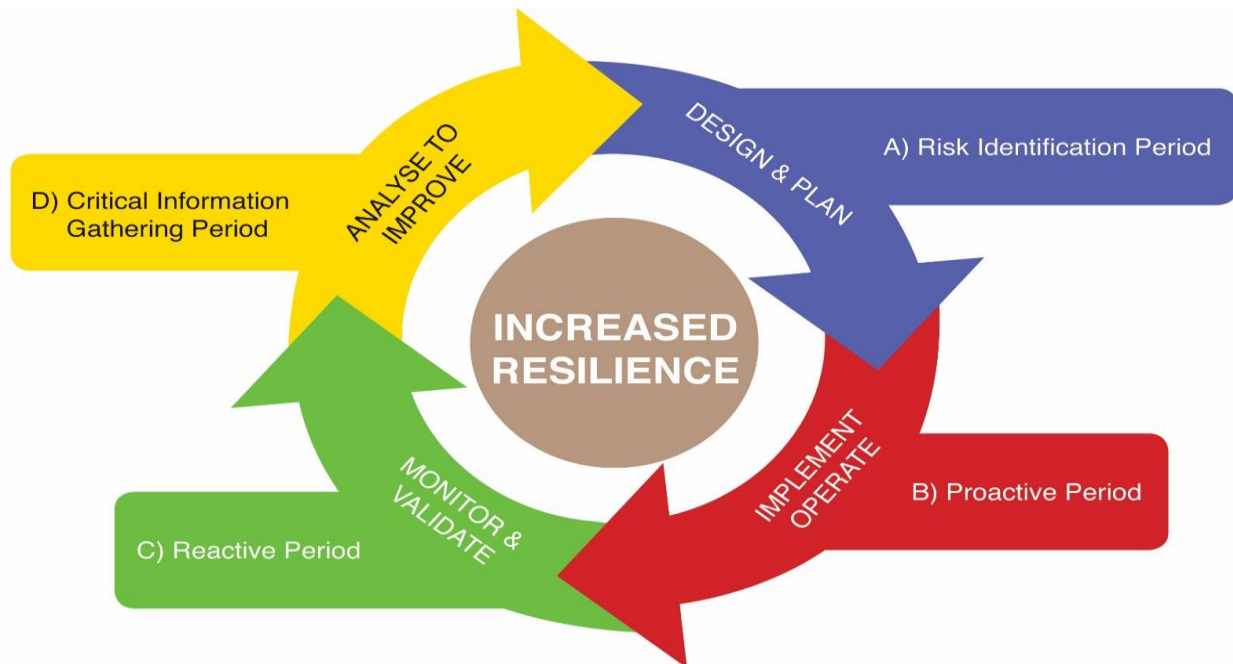 DESIGN & PLAN
A) Risk Identification Period
IMPLEMENT
OPERATE
B) Proactive Period
MONITOR &
VALIDATE
C) Reactive Period
ANALYSE TO
IMPROVE
D) Critical Information
Gathering Period
INCREASED
RESILIENCE